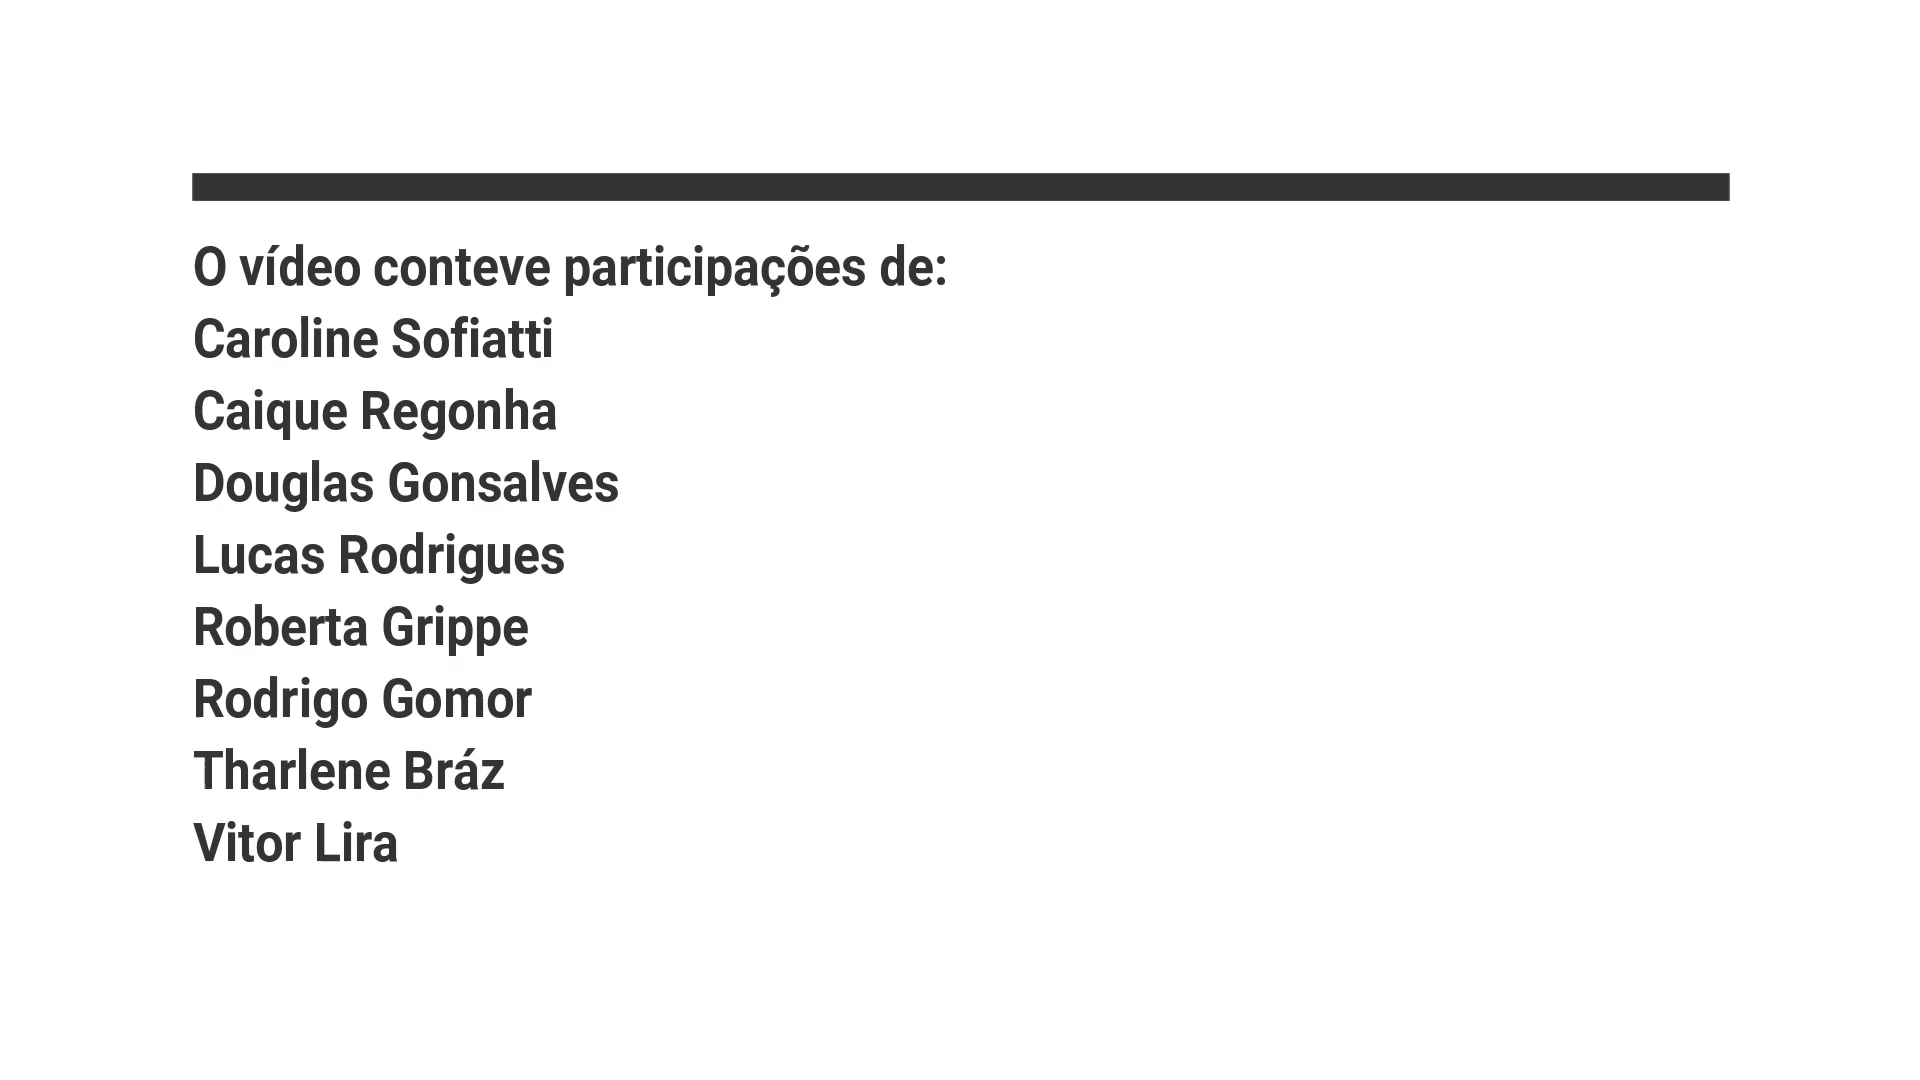 O vídeo conteve participações de:
Caroline Sofiatti
Caique Regonha
Douglas Gonsalves
Lucas Rodrigues
Roberta Grippe
Rodrigo Gomor
Tharlene Bráz
Vitor Lira